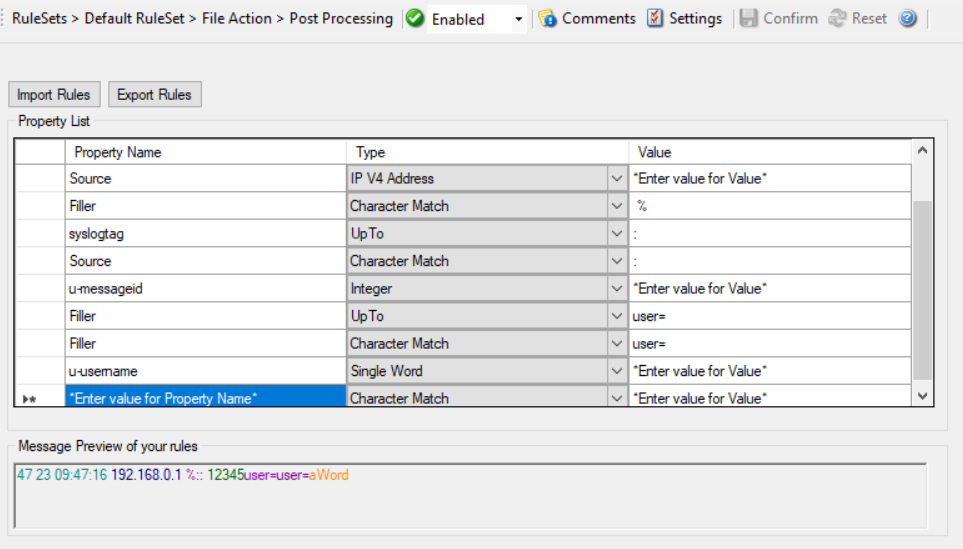 RuleSets > Default RuleSet > File Action > Post Processing Enabled Comments Settings Confirm Reset
Import Rules Export Rules
Property List
Property Name Type Value
Source IP V4 Address *Enter value for Value*
Filler Character Match %
syslogtag UpTo :
Source Character Match :
u-messageid Integer *Enter value for Value*
Filler UpTo user=
Filler Character Match user=
u-username Single Word *Enter value for Value*
*Enter value for Property Name* Character Match *Enter value for Value*
Message Preview of your rules
47 23 09:47:16 192.168.0.1 %:: 12345user=user=aWord